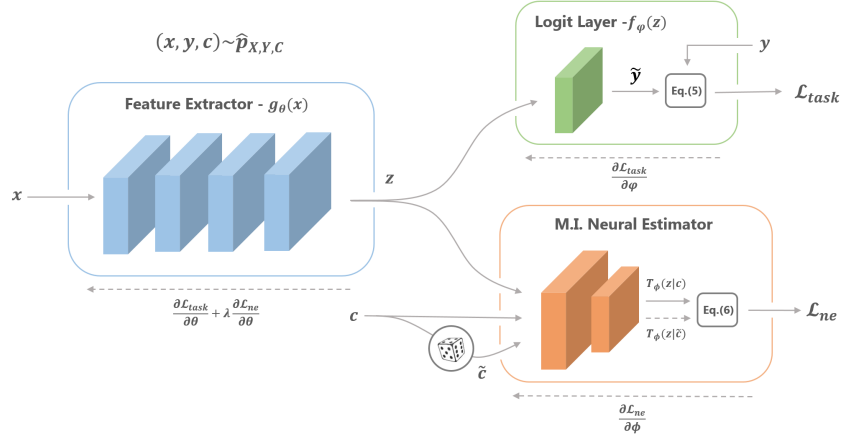 (x, y, c)~p̂X,Y,C
Feature Extractor - gθ(x)
x
z
∂ℒtask/∂θ + λ ∂ℒne/∂θ
Logit Layer -fφ(z)
y
ỹ
Eq.(5)
ℒtask
∂ℒtask/∂φ
M.I. Neural Estimator
Tϕ(z|c)
Eq.(6)
Tϕ(z|c̃)
ℒne
c
c̃
∂ℒne/∂ϕ